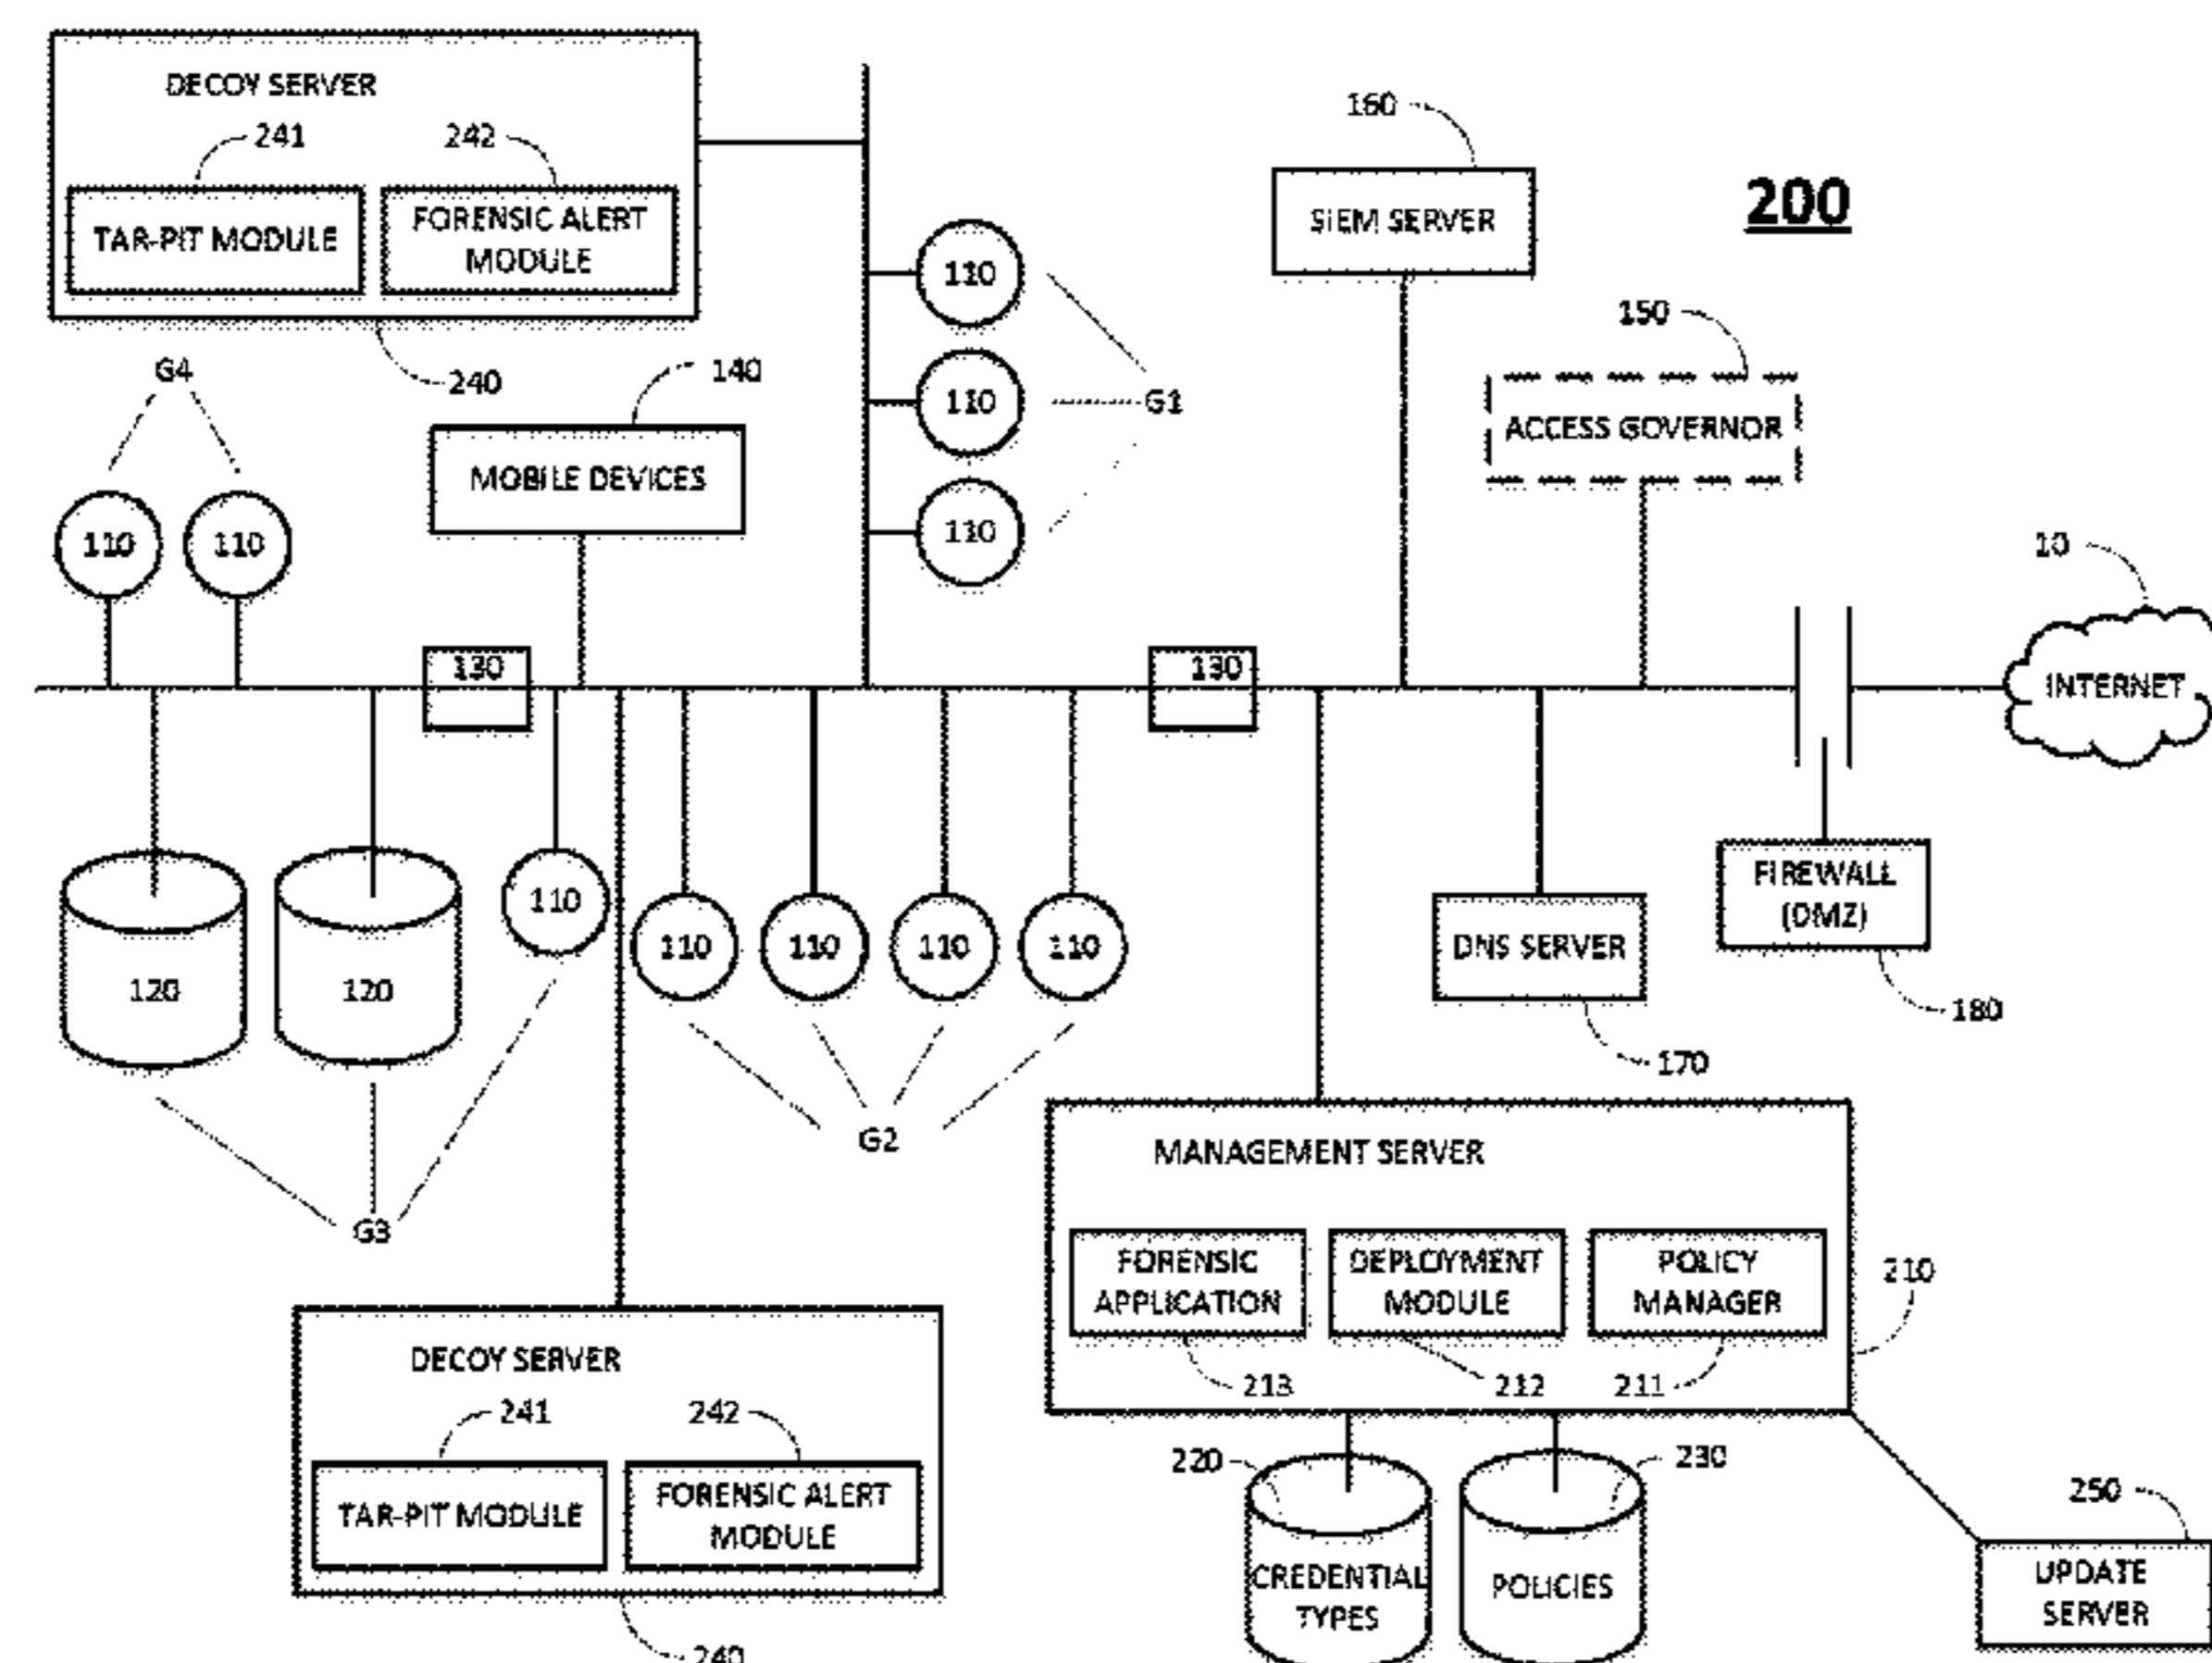 DECOY SERVER
241
242
TAR-PIT MODULE
FORENSIC ALERT
MODULE
240
160
SIEM SERVER
200
110
110
110
G1
150
ACCESS GOVERNOR
G4
110
110
140
MOBILE DEVICES
10
INTERNET
130
130
120
120
110
110
110
110
110
G3
G2
DNS SERVER
170
FIREWALL
(DMZ)
180
MANAGEMENT SERVER
FORENSIC
APPLICATION
DEPLOYMENT
MODULE
POLICY
MANAGER
213
212
211
210
DECOY SERVER
241
242
TAR-PIT MODULE
FORENSIC ALERT
MODULE
240
220
CREDENTIAL
TYPES
230
POLICIES
250
UPDATE
SERVER